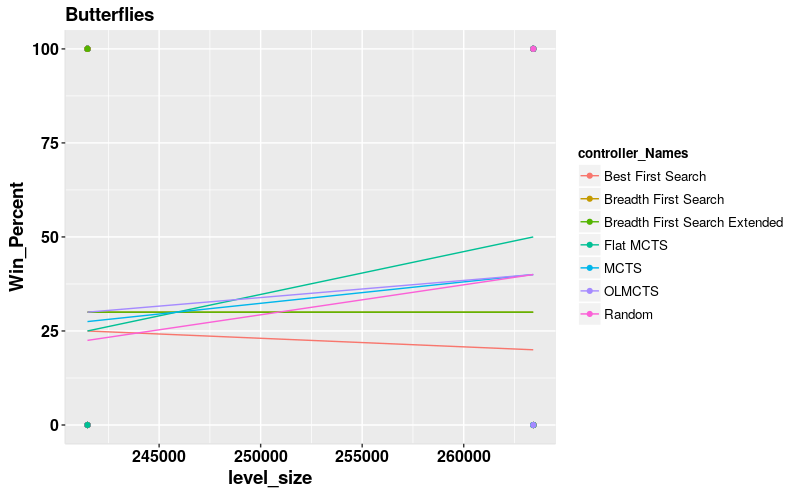 Butterflies
100
75
50
25
0
Win_Percent
245000 250000 255000 260000
level_size
controller_Names
Best First Search
Breadth First Search
Breadth First Search Extended
Flat MCTS
MCTS
OLMCTS
Random